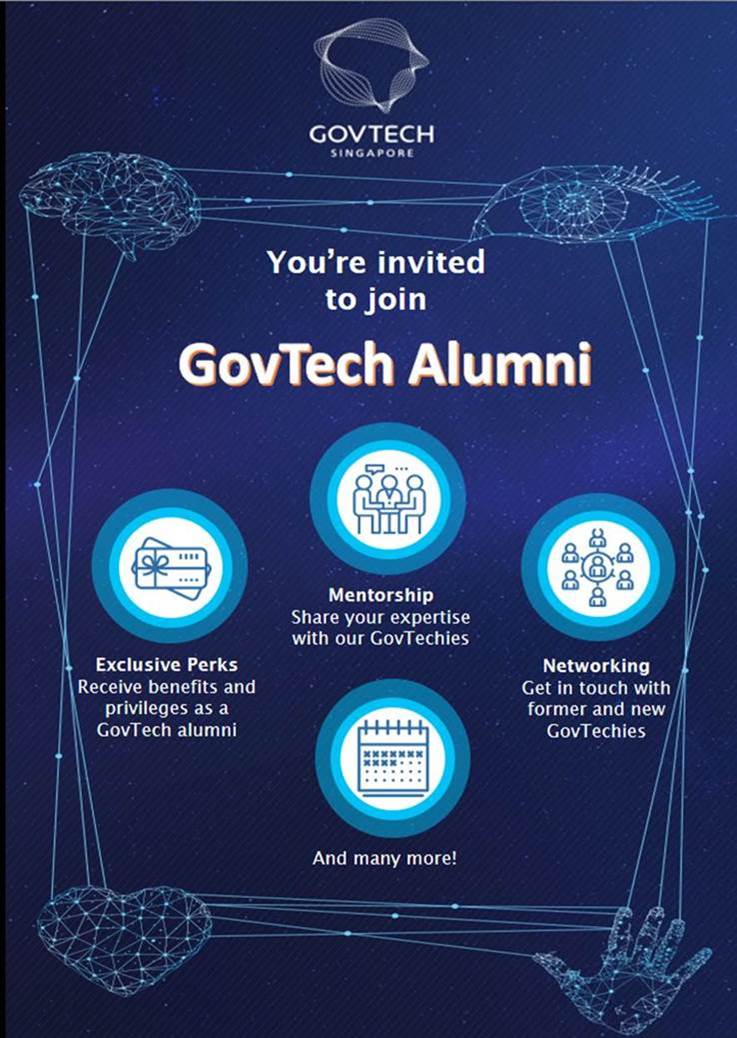 GOVTECH
SINGAPORE
You're invited
to join
GovTech Alumni
Mentorship
Share your expertise
with our GovTechies
Exclusive Perks
Receive benefits and
privileges as a
GovTech alumni
Networking
Get in touch with
former and new
GovTechies
And many more!